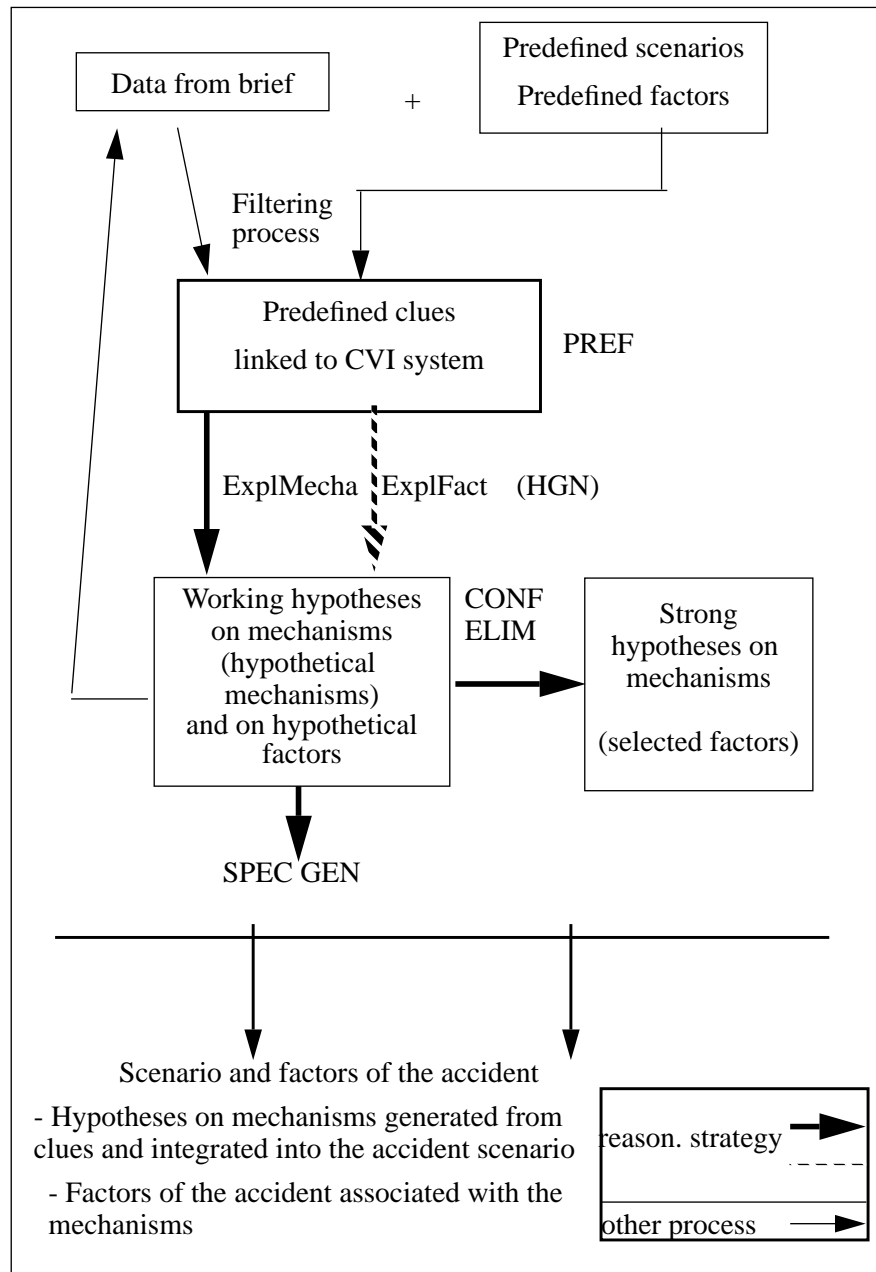 Data from brief
+
Predefined scenarios
Predefined factors
Filtering
process
Predefined clues
linked to CVI system
PREF
ExplMecha
ExplFact
(HGN)
Working hypotheses
on mechanisms
(hypothetical
mechanisms)
and on hypothetical
factors
CONF
ELIM
Strong
hypotheses on
mechanisms
(selected factors)
SPEC GEN
Scenario and factors of the accident
- Hypotheses on mechanisms generated from
clues and integrated into the accident scenario
- Factors of the accident associated with the
mechanisms
reason. strategy
other process